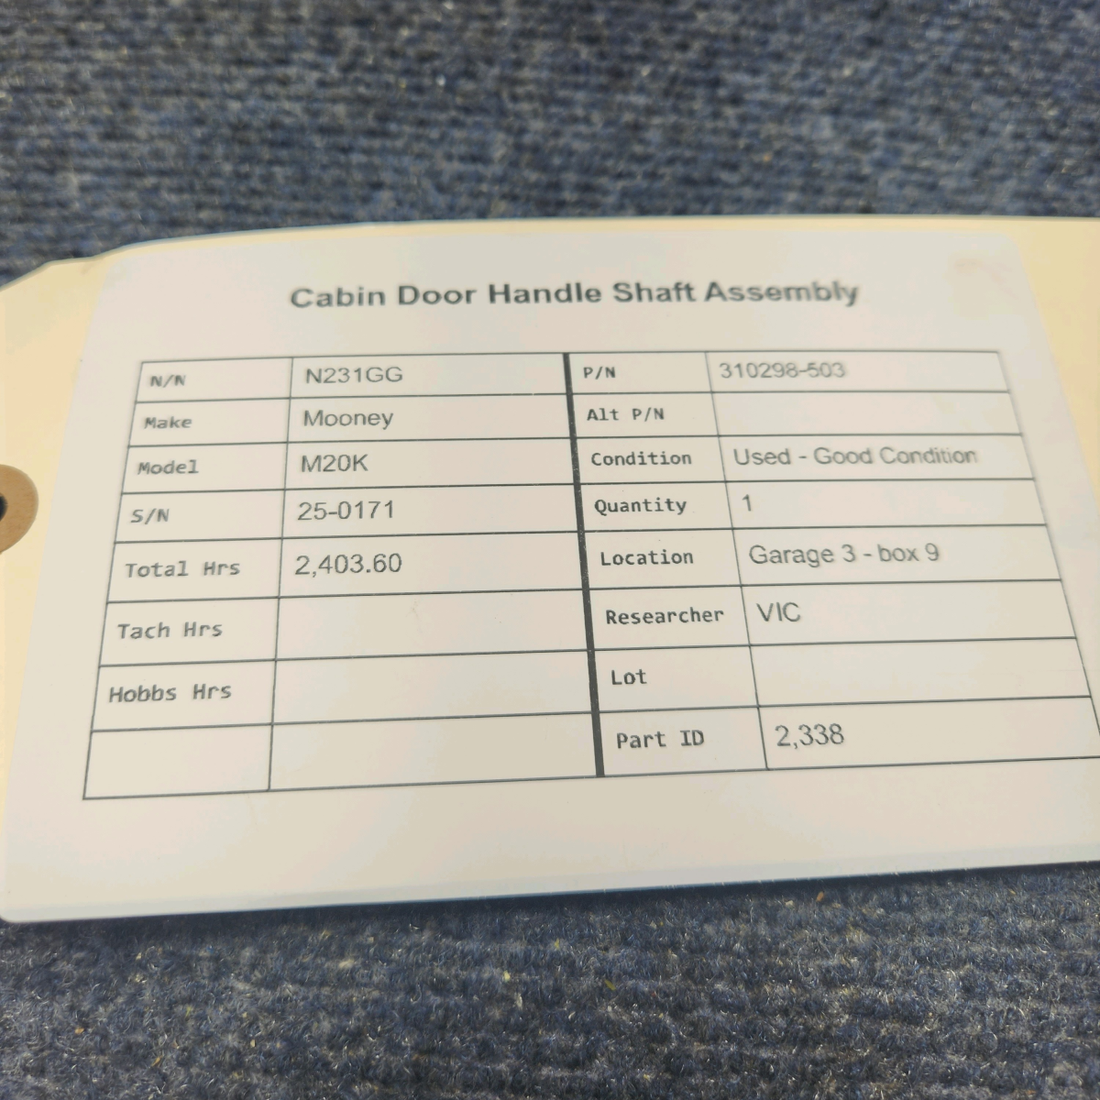 Cabin Door Handle Shaft Assembly
N/N N231GG P/N 310298-503
Make Mooney Alt P/N
Model M20K Condition Used - Good Condition
S/N 25-0171 Quantity 1
Total Hrs 2,403.60 Location Garage 3 - box 9
Tach Hrs Researcher VIC
Hobbs Hrs Lot
Part ID 2,338